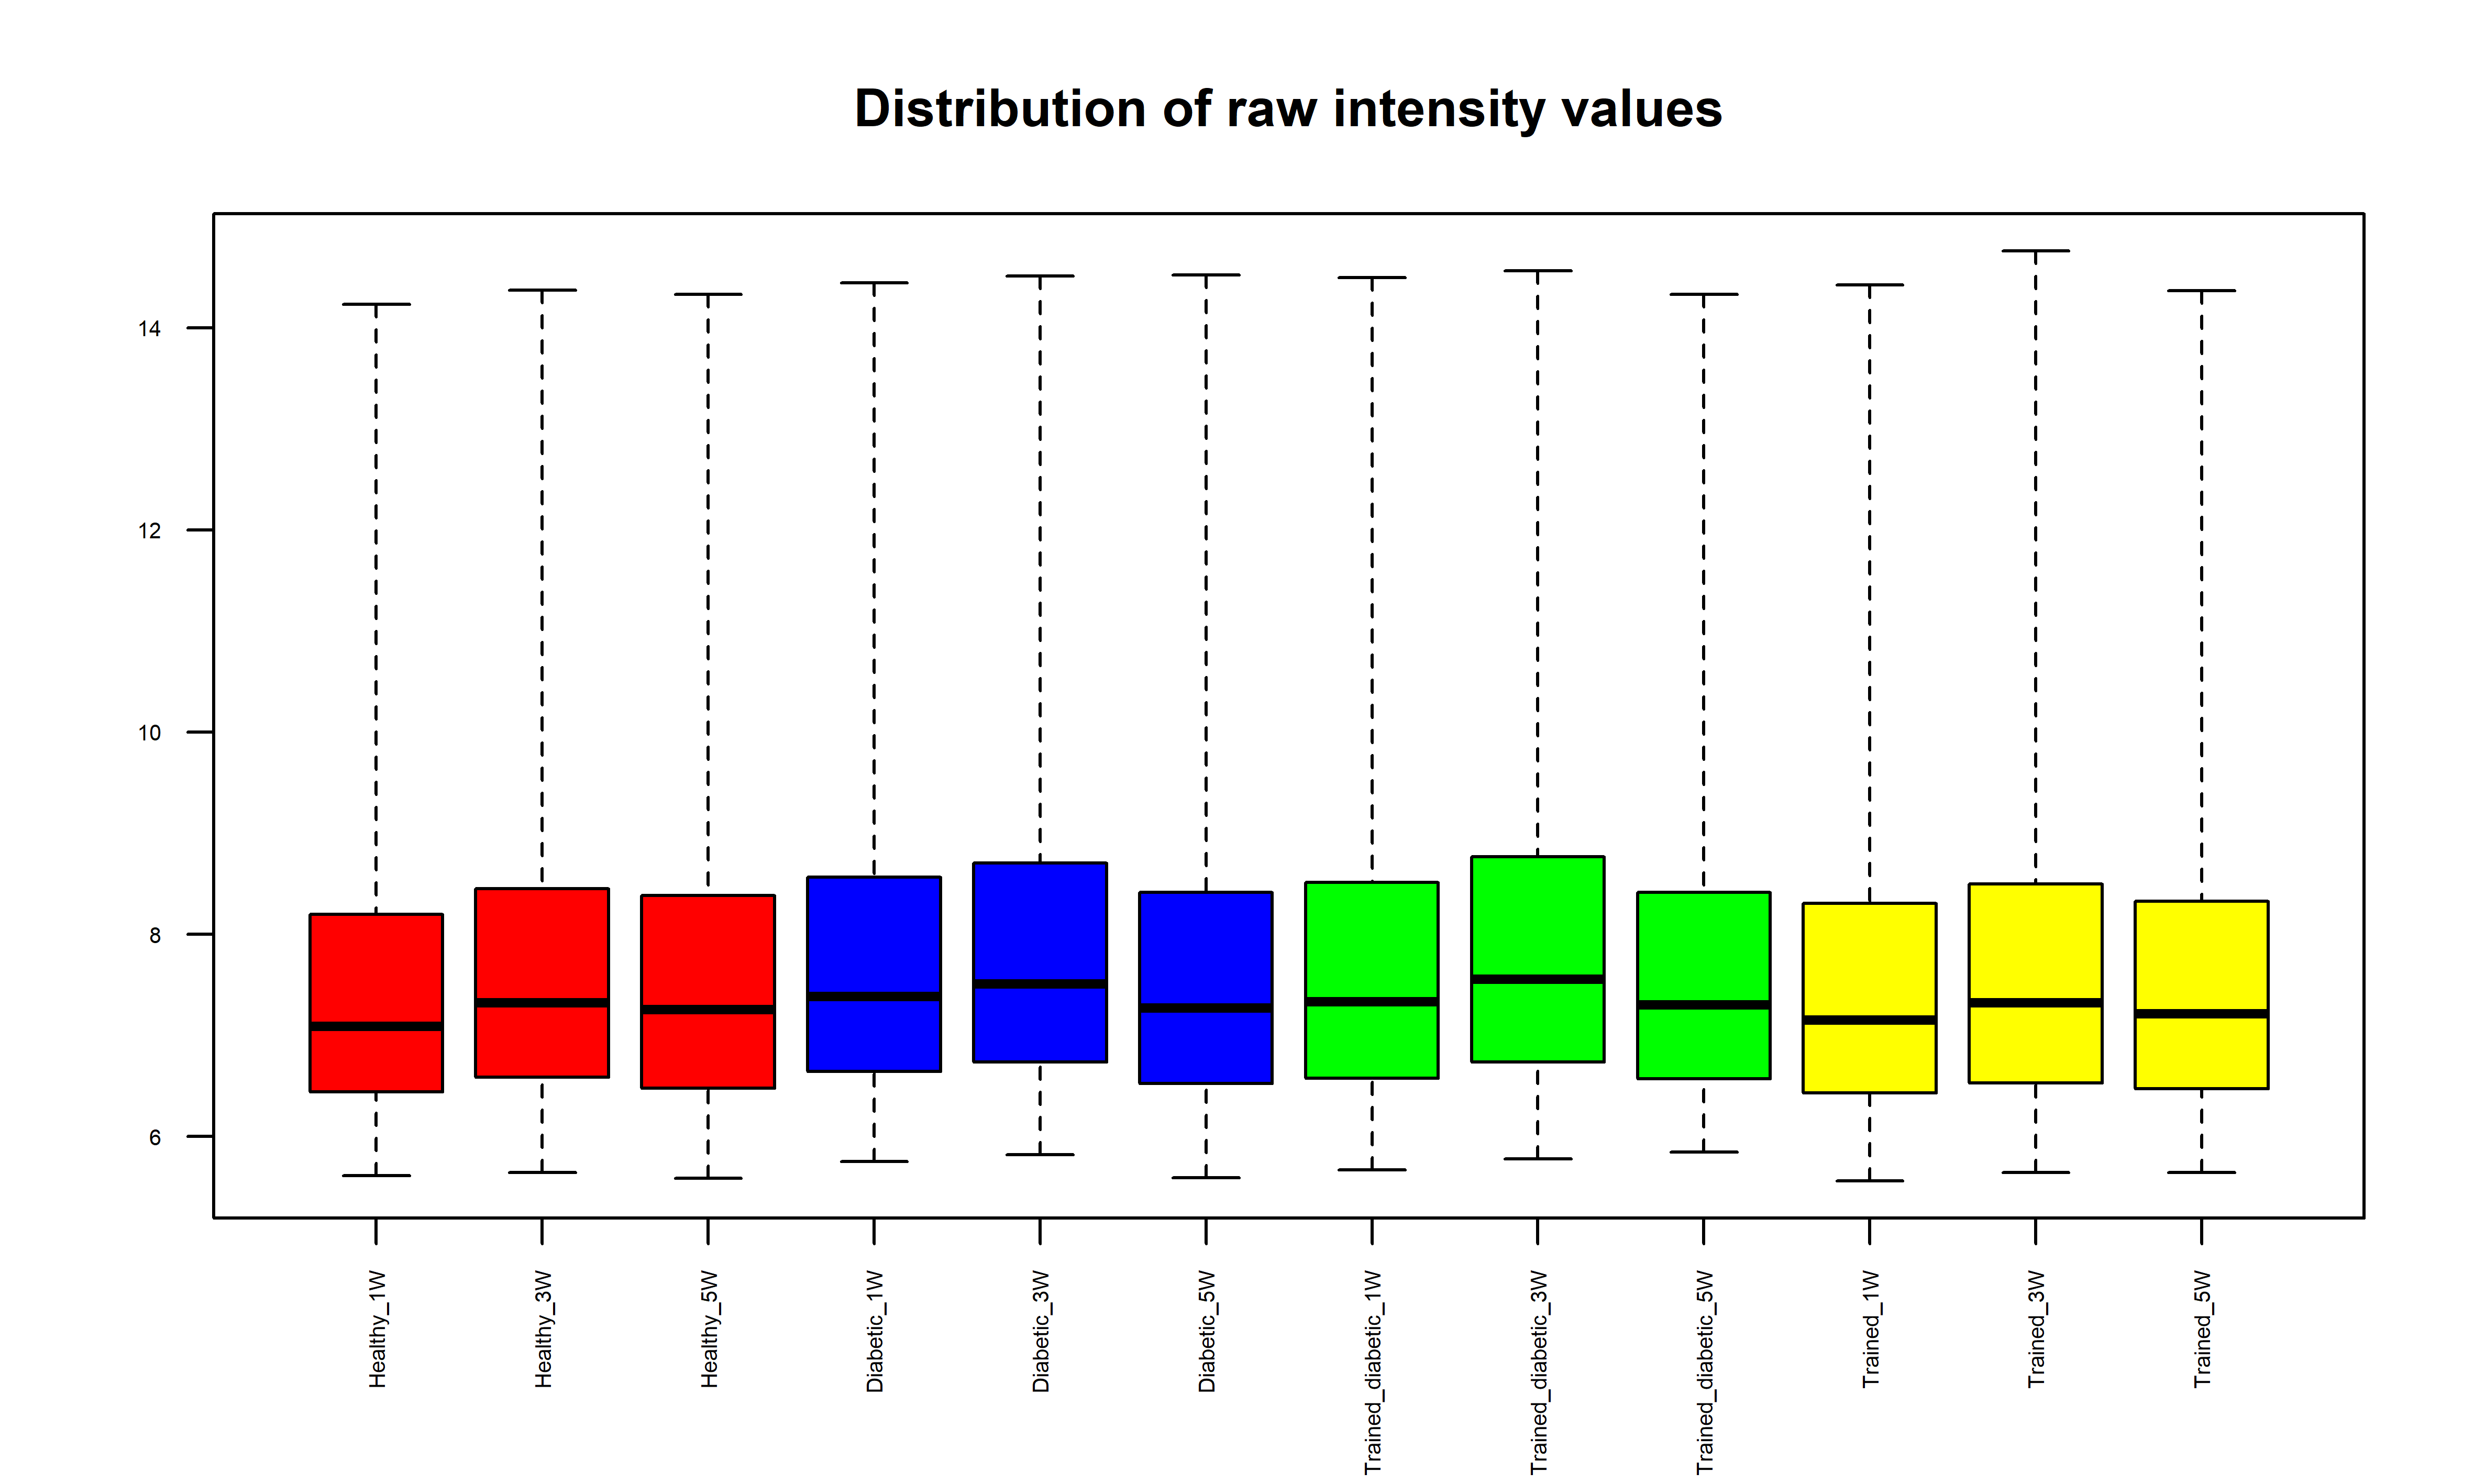 Distribution of raw intensity values
14
12
10
8
6
Healthy_1W
Healthy_3W
Healthy_5W
Diabetic_1W
Diabetic_3W
Diabetic_5W
Trained_diabetic_1W
Trained_diabetic_3W
Trained_diabetic_5W
Trained_1W
Trained_3W
Trained_5W